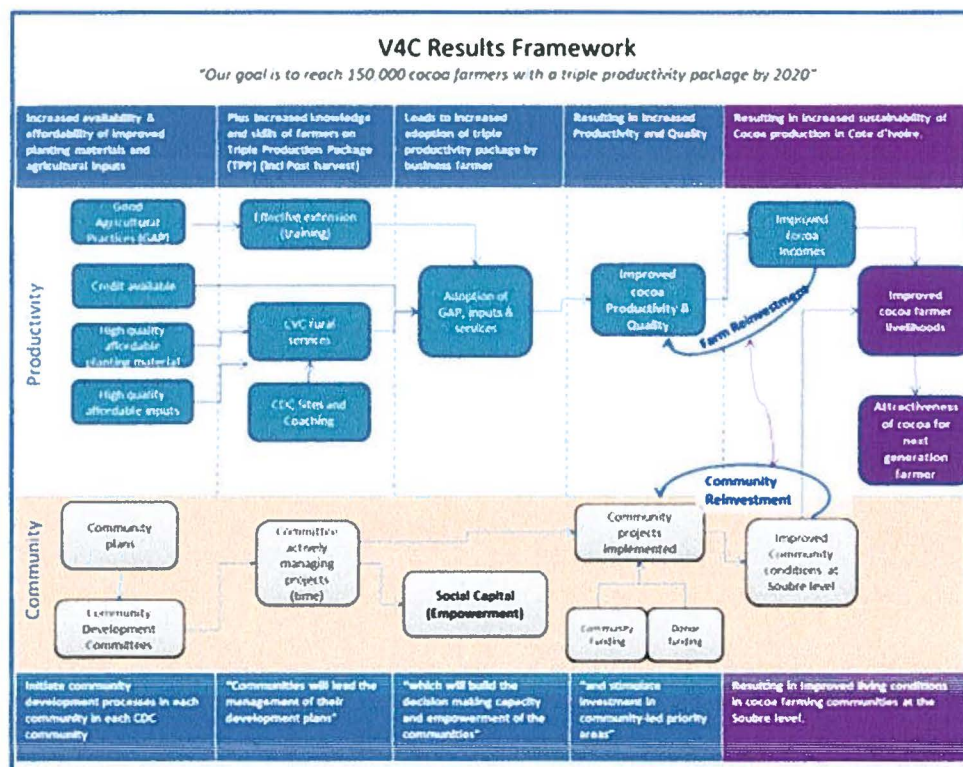 V4C Results Framework
"Our goal is to reach 150,000 cocoa farmers with a triple productivity package by 2020"
Increased availability &
affordability of improved
planting materials and
agricultural inputs
Plus increased knowledge
and skills of farmers on
Triple Production Package
(TPP) (incl Post harvest)
Leads to increased
adoption of triple
productivity package by
business farmer
Resulting in increased
Productivity and Quality
Resulting in increased sustainability of
Cocoa production in Cote d'Ivoire.
Productivity
Good
Agricultural
Practices (GAP)
Credit available
High quality
affordable
planting material
High quality
affordable inputs
Effective extension
(training)
CVC rural
services
CDC, Sites and
Coaching
Adoption of
GAP, inputs &
services
Improved
cocoa
Productivity &
Quality
Improved
Cocoa
Incomes
Farm Reinvestment
Improved
cocoa farmer
livelihoods
Attractiveness
of cocoa for
next
generation
farmer
Community
Community
plans
Community
Development
Committees
Committee
actively
managing
projects
(time)
Social Capital
(Empowerment)
Community
projects
implemented
Community
funding
Donor
funding
Community
Reinvestment
Improved
Community
conditions at
Soubre level
Initiate community
development processes in each
community in each CDC
community
"Communities will lead the
management of their
development plans"
"which will build the
decision making capacity
and empowerment of the
communities"
"and stimulate
investment in
community-led priority
areas"
Resulting in improved living conditions
in cocoa farming communities at the
Soubre level.